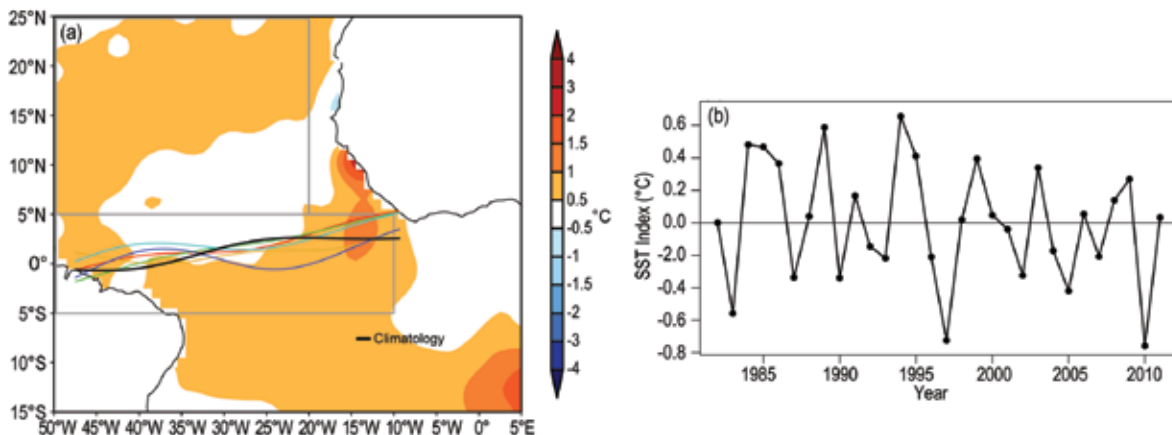 (a)
25°N
20°N
15°N
10°N
5°N
0°
5°S
10°S
15°S
50°W 45°W 40°W 35°W 30°W 25°W 20°W 15°W 10°W 5°W 0° 5°E
Climatology
4
3
2
1.5
1
0.5
-0.5
-1
-1.5
-2
-3
-4
°C
(b)
SST Index (°C)
0.6
0.4
0.2
0.0
-0.2
-0.4
-0.6
-0.8
1985 1990 1995 2000 2005 2010
Year